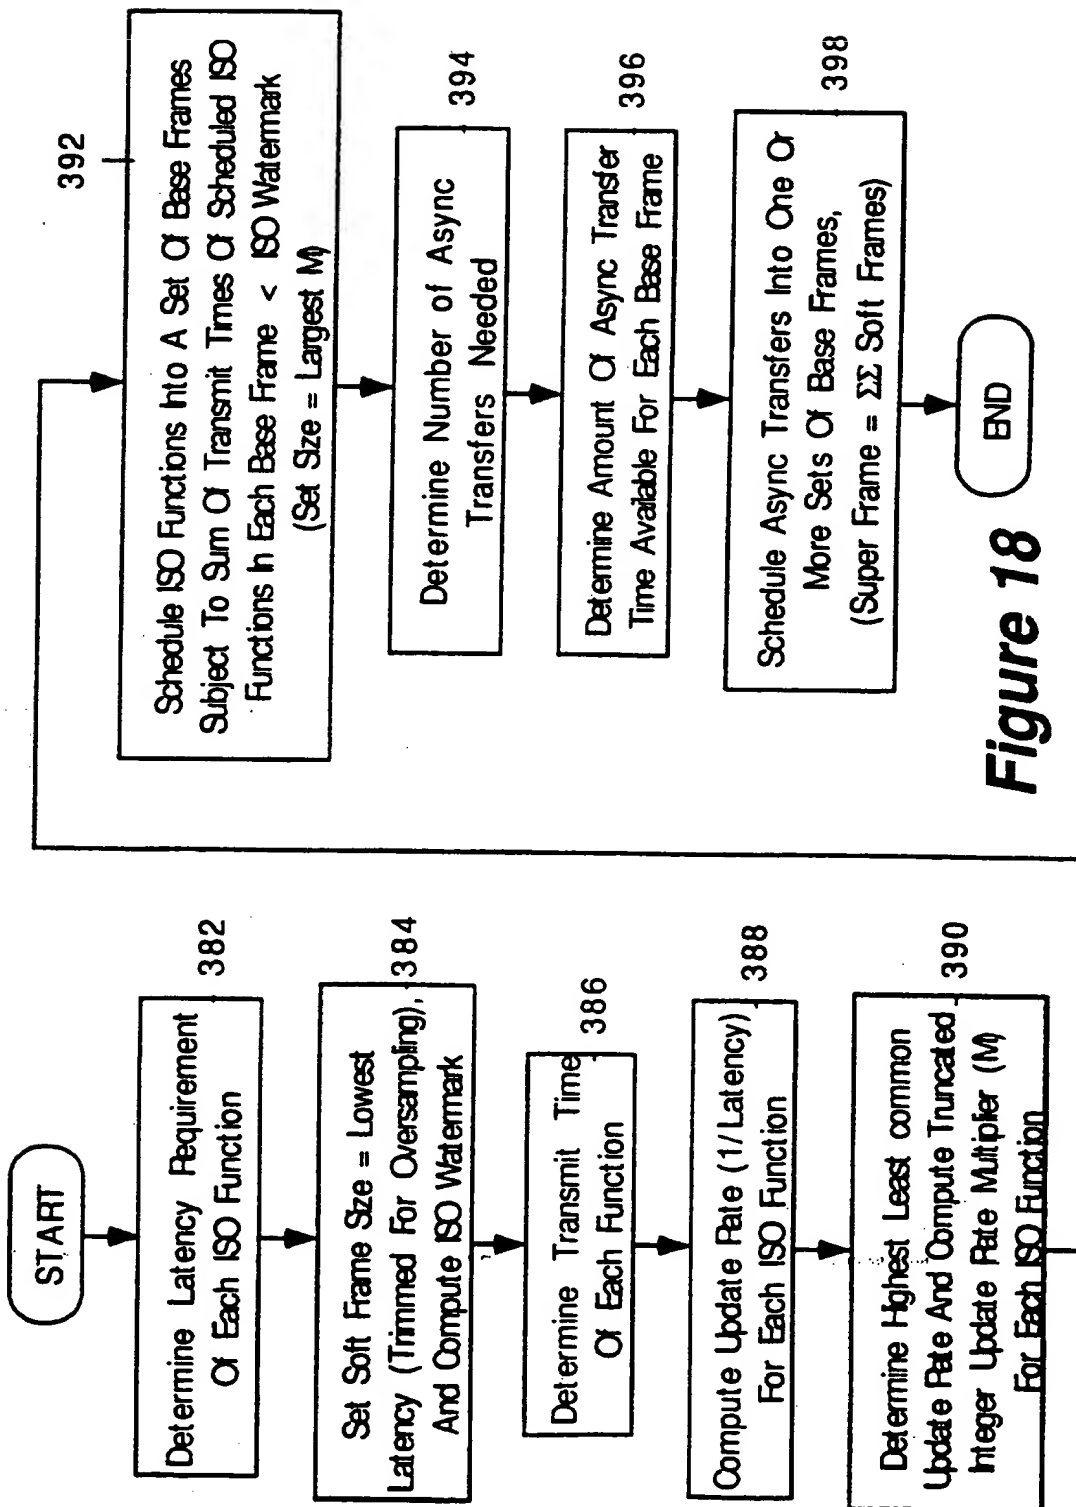 START
Determine Latency Requirement
Of Each ISO Function
382
Set Soft Frame Size = Lowest
Latency (Trimmed For Oversampling),
And Compute ISO Watermark
384
Determine Transmit Time
Of Each Function
386
Compute Update Rate (1/Latency)
For Each ISO Function
388
Determine Highest Least common
Update Rate And Compute Truncated
Integer Update Rate Multiplier (M)
For Each ISO Function
390
392
Schedule ISO Functions Into A Set Of Base Frames
Subject To Sum Of Transmit Times Of Scheduled ISO
Functions In Each Base Frame < ISO Watermark
(Set Size = Largest M)
Determine Number of Async
Transfers Needed
394
Determine Amount Of Async Transfer
Time Available For Each Base Frame
396
Schedule Async Transfers Into One Or
More Sets Of Base Frames,
(Super Frame = ΣΣ Soft Frames)
398
END
Figure 18